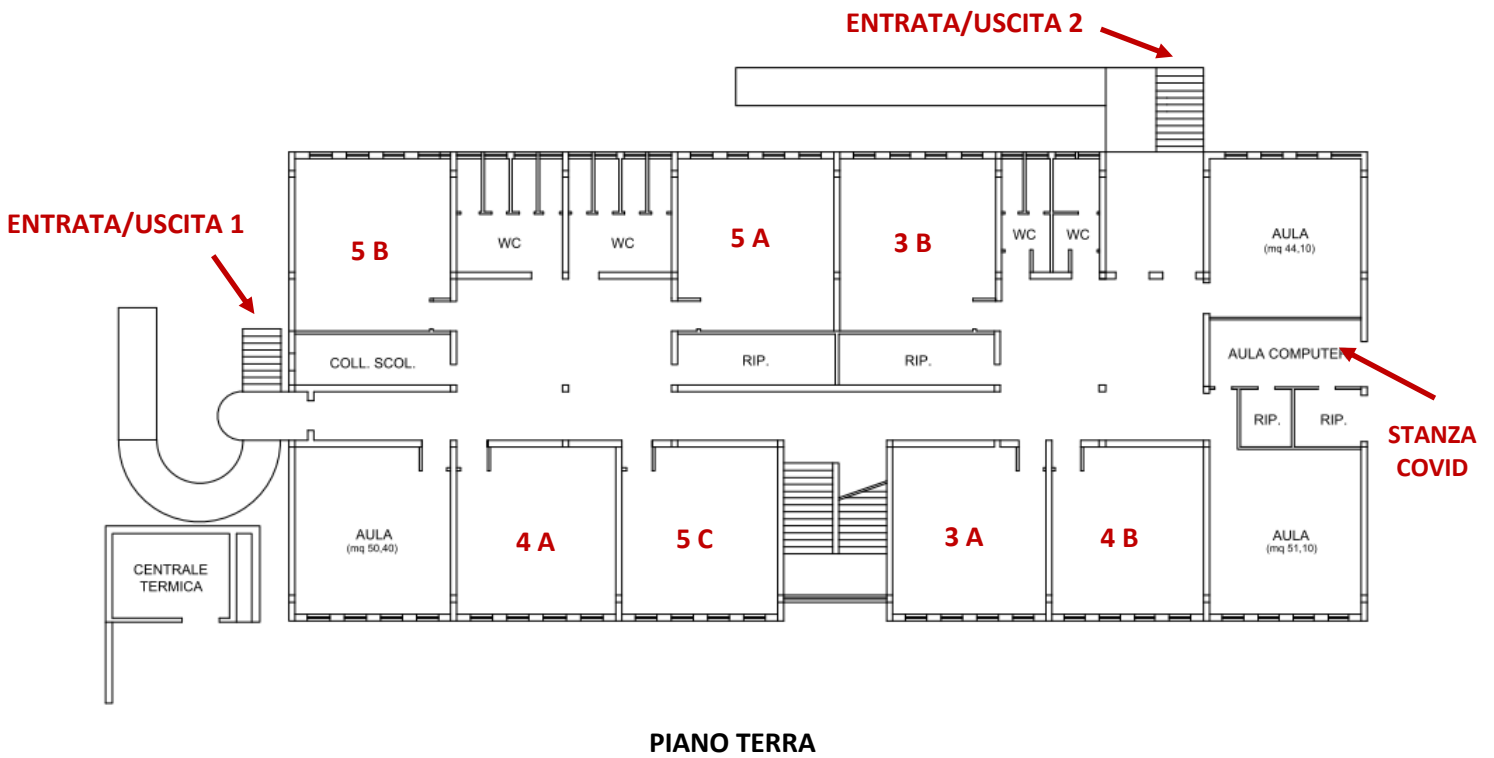 ENTRATA/USCITA 2
ENTRATA/USCITA 1
5 B
WC
WC
5 A
3 B
WC
WC
AULA
(mq 44,10)
COLL. SCOL.
RIP.
RIP.
AULA COMPUTER
RIP.
RIP.
STANZA
COVID
AULA
(mq 50,40)
4 A
5 C
3 A
4 B
AULA
(mq 51,10)
CENTRALE
TERMICA
PIANO TERRA